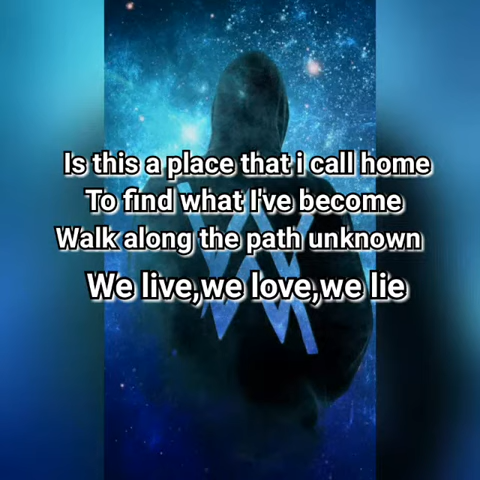 Is this a place that i call home
To find what I've become
Walk along the path unknown
We live,we love,we lie